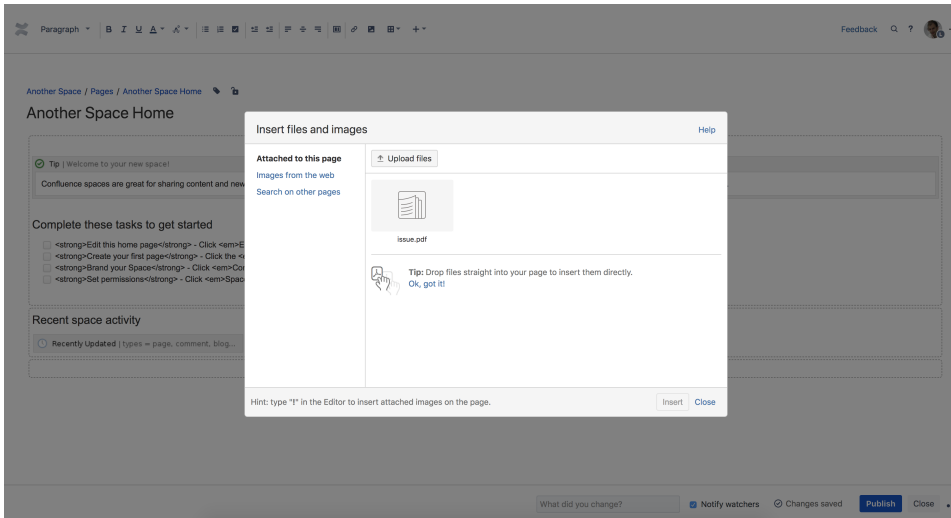 Paragraph B I U A
Feedback ?
Another Space / Pages / Another Space Home
Another Space Home
Tip | Welcome to your new space!
Confluence spaces are great for sharing content and new
Complete these tasks to get started
<strong>Edit this home page</strong> - Click <em>E
<strong>Create your first page</strong> - Click the <e
<strong>Brand your Space</strong> - Click <em>Con
<strong>Set permissions</strong> - Click <em>Spac
Recent space activity
Recently Updated | types = page, comment, blog...
Insert files and images
Help
Attached to this page
Images from the web
Search on other pages
Upload files
issue.pdf
Tip: Drop files straight into your page to insert them directly.
Ok, got it!
Hint: type "!" in the Editor to insert attached images on the page.
Insert Close
What did you change? Notify watchers Changes saved Publish Close